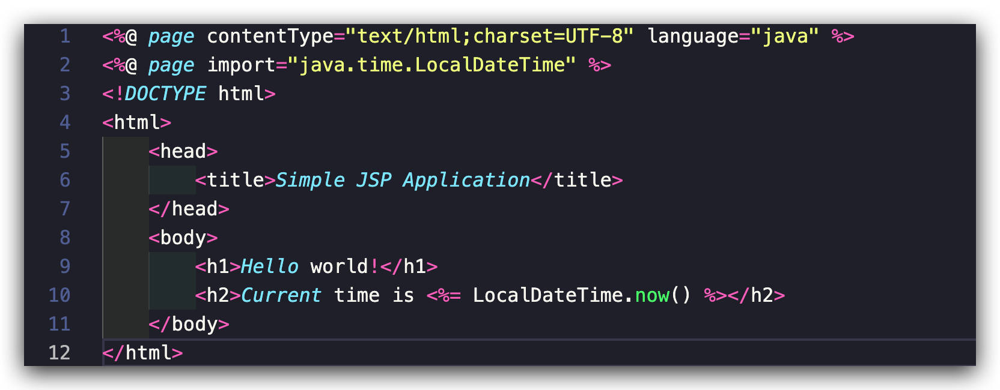 1 <%@ page contentType="text/html;charset=UTF-8" language="java" %>
2 <%@ page import="java.time.LocalDateTime" %>
3 <!DOCTYPE html>
4 <html>
5     <head>
6         <title>Simple JSP Application</title>
7     </head>
8     <body>
9         <h1>Hello world!</h1>
10         <h2>Current time is <%= LocalDateTime.now() %></h2>
11     </body>
12 </html>